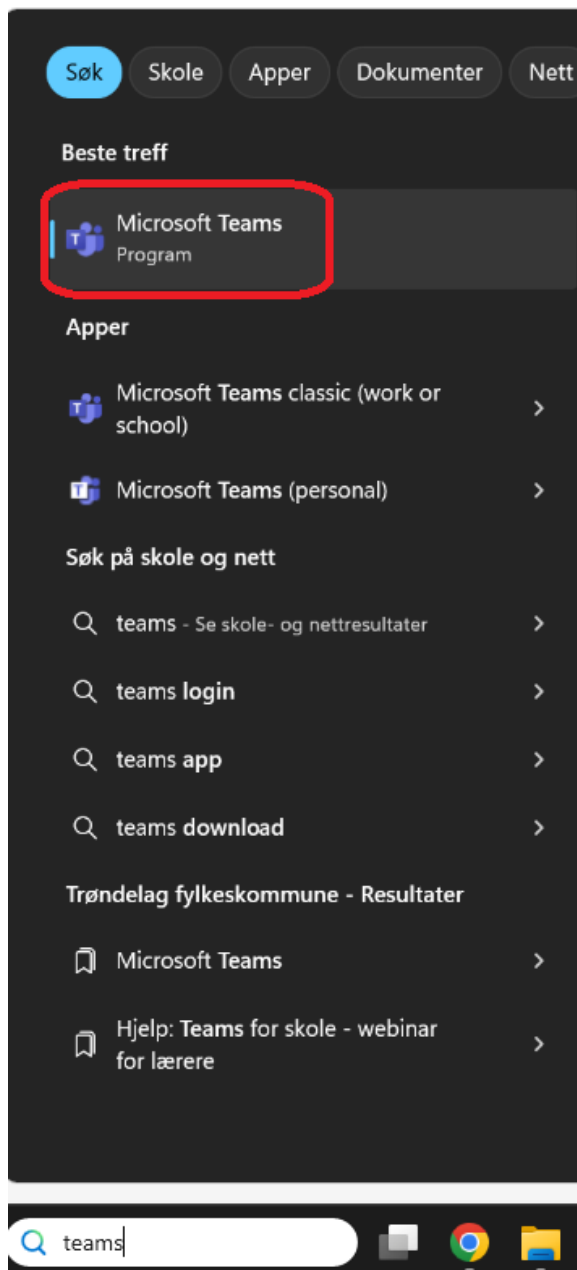 Søk Skole Apper Dokumenter Nett
Beste treff
Microsoft Teams
Program
Apper
Microsoft Teams classic (work or
school)
Microsoft Teams (personal)
Søk på skole og nett
teams - Se skole- og nettresultater
teams login
teams app
teams download
Trøndelag fylkeskommune - Resultater
Microsoft Teams
Hjelp: Teams for skole - webinar
for lærere
teams